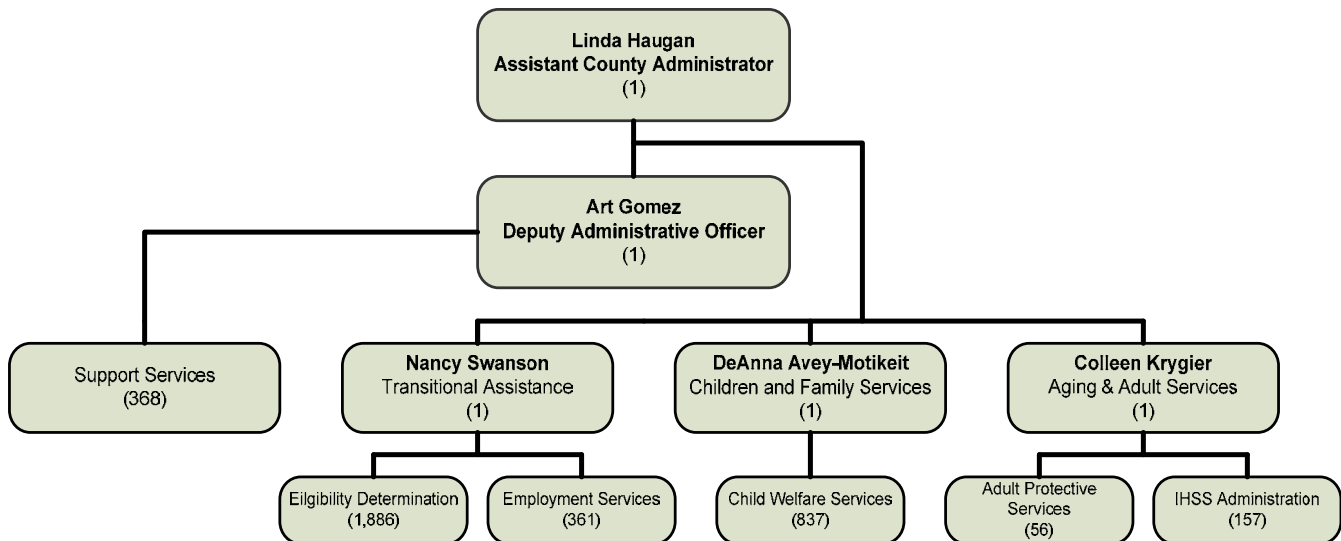 Linda Haugan
Assistant County Administrator
(1)
Art Gomez
Deputy Administrative Officer
(1)
Support Services
(368)
Nancy Swanson
Transitional Assistance
(1)
DeAnna Avey-Motikeit
Children and Family Services
(1)
Colleen Krygier
Aging & Adult Services
(1)
Eilgibility Determination
(1,886)
Employment Services
(361)
Child Welfare Services
(837)
Adult Protective
Services
(56)
IHSS Administration
(157)